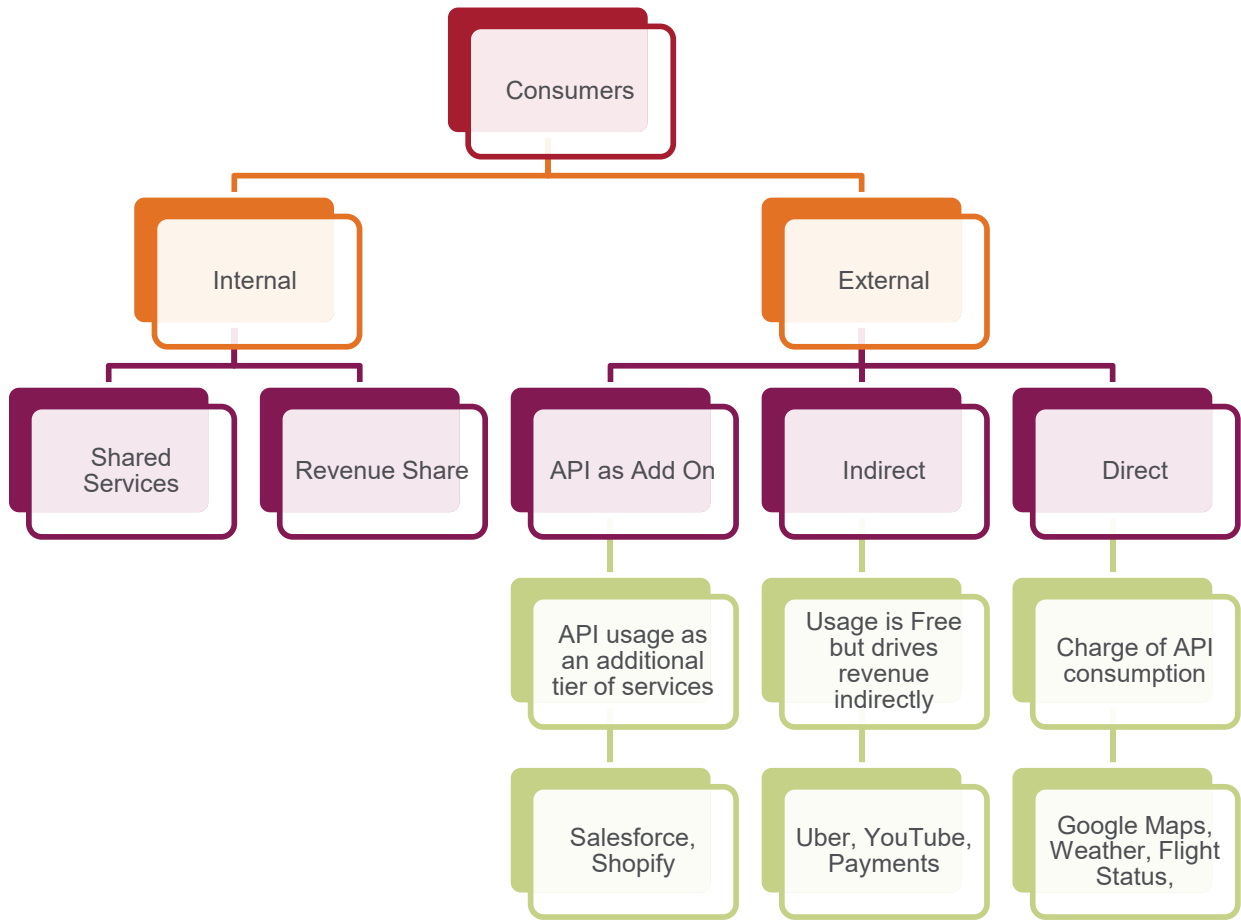 Consumers
Internal
External
Shared
Services
Revenue Share
API as Add On
Indirect
Direct
API usage as
an additional
tier of services
Usage is Free
but drives
revenue
indirectly
Charge of API
consumption
Salesforce,
Shopify
Uber, YouTube,
Payments
Google Maps,
Weather, Flight
Status,